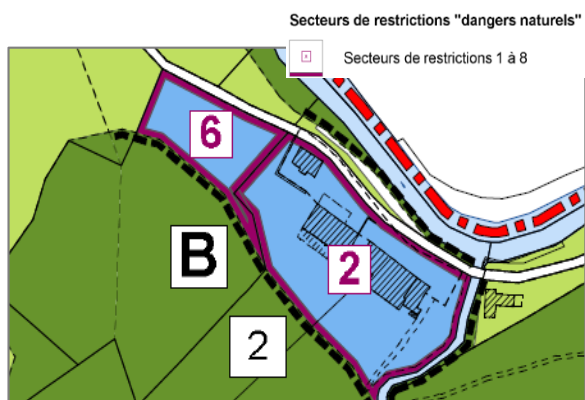 Secteurs de restrictions "dangers naturels"
Secteurs de restrictions 1 à 8
6
B
2
2